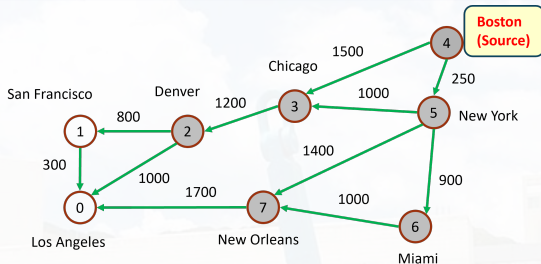 Boston
(Source)
4
1500
250
Chicago
San Francisco
Denver
3
1000
5
New York
1200
800
1
2
1400
300
1000
900
1700
1000
0
7
6
Los Angeles
New Orleans
Miami